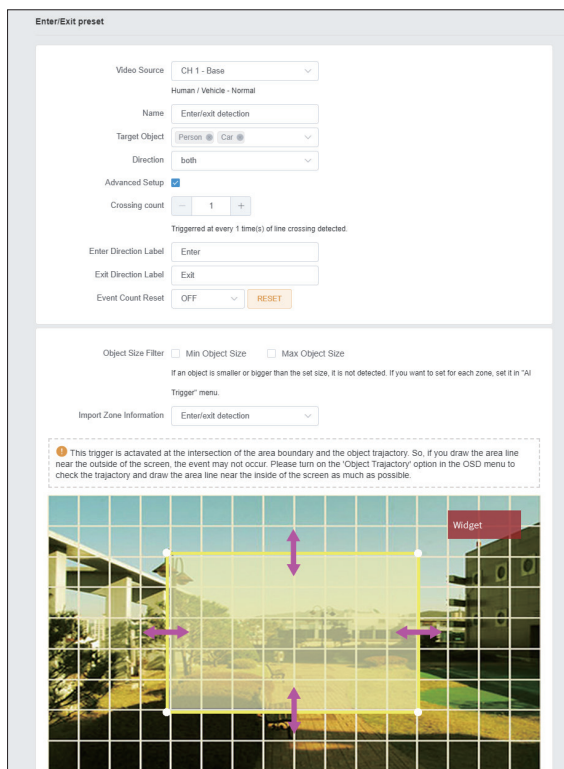 Enter/Exit preset
Video Source CH 1 - Base
Human / Vehicle - Normal
Name Enter/exit detection
Target Object Person Car
Direction both
Advanced Setup
Crossing count − 1 +
Triggerred at every 1 time(s) of line crossing detected.
Enter Direction Label Enter
Exit Direction Label Exit
Event Count Reset OFF RESET
Object Size Filter Min Object Size Max Object Size
If an object is smaller or bigger than the set size, it is not detected. If you want to set for each zone, set it in "AI
Trigger" menu.
Import Zone Information Enter/exit detection
This trigger is actavated at the intersection of the area boundary and the object trajactory. So, if you draw the area line
near the outside of the screen, the event may not occur. Please turn on the 'Object Trajactory' option in the OSD menu to
check the trajactory and draw the area line near the inside of the screen as much as possible.
Widget